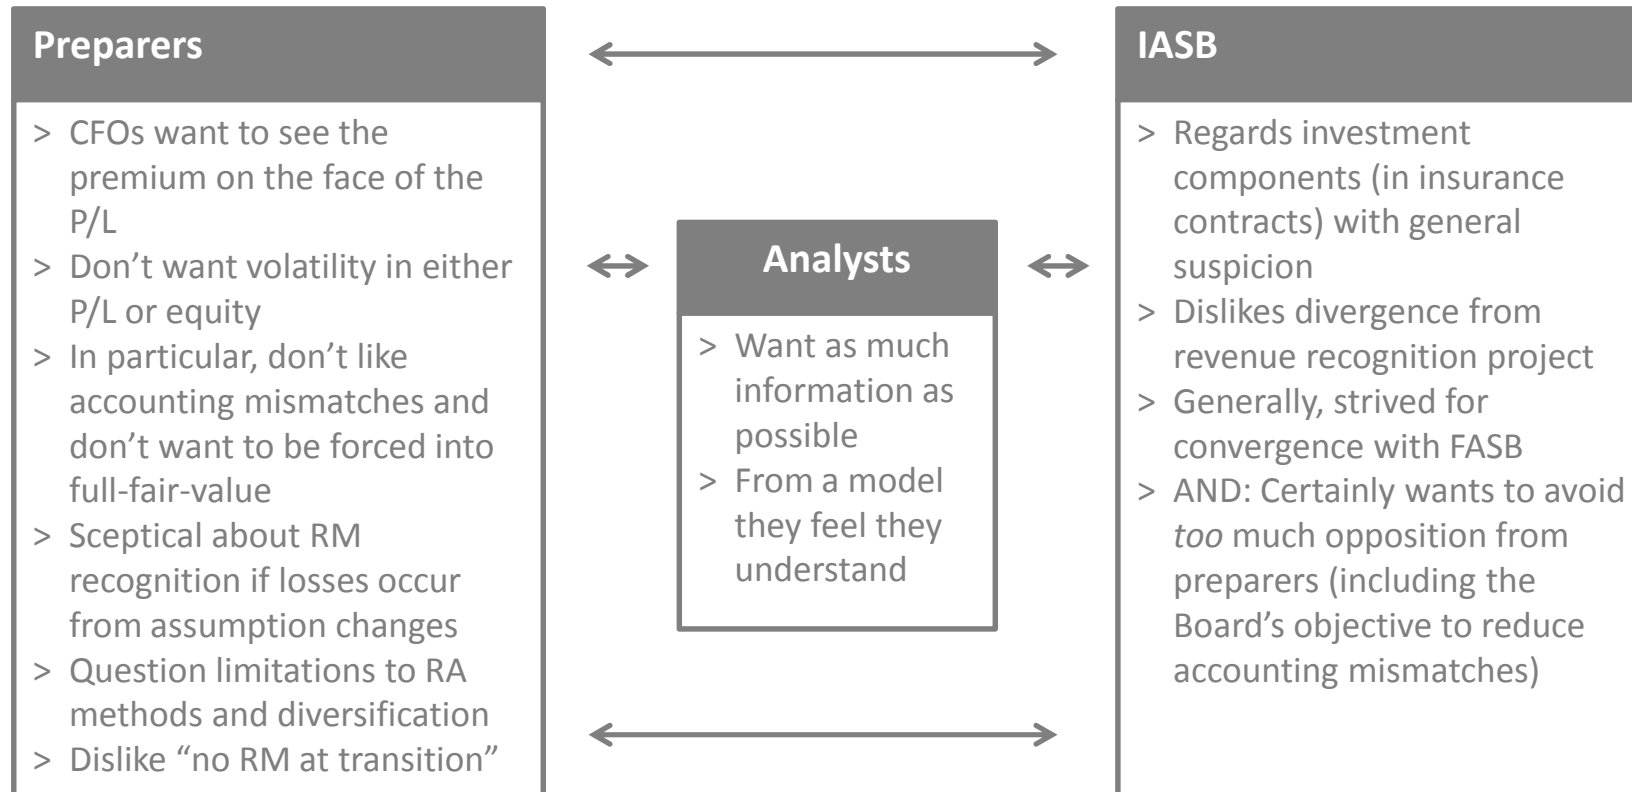 Preparers
> CFOs want to see the
premium on the face of the
P/L
> Don’t want volatility in either
P/L or equity
> In particular, don’t like
accounting mismatches and
don’t want to be forced into
full-fair-value
> Sceptical about RM
recognition if losses occur
from assumption changes
> Question limitations to RA
methods and diversification
> Dislike “no RM at transition”
Analysts
> Want as much
information as
possible
> From a model
they feel they
understand
IASB
> Regards investment
components (in insurance
contracts) with general
suspicion
> Dislikes divergence from
revenue recognition project
> Generally, strived for
convergence with FASB
> AND: Certainly wants to avoid
too much opposition from
preparers (including the
Board’s objective to reduce
accounting mismatches)